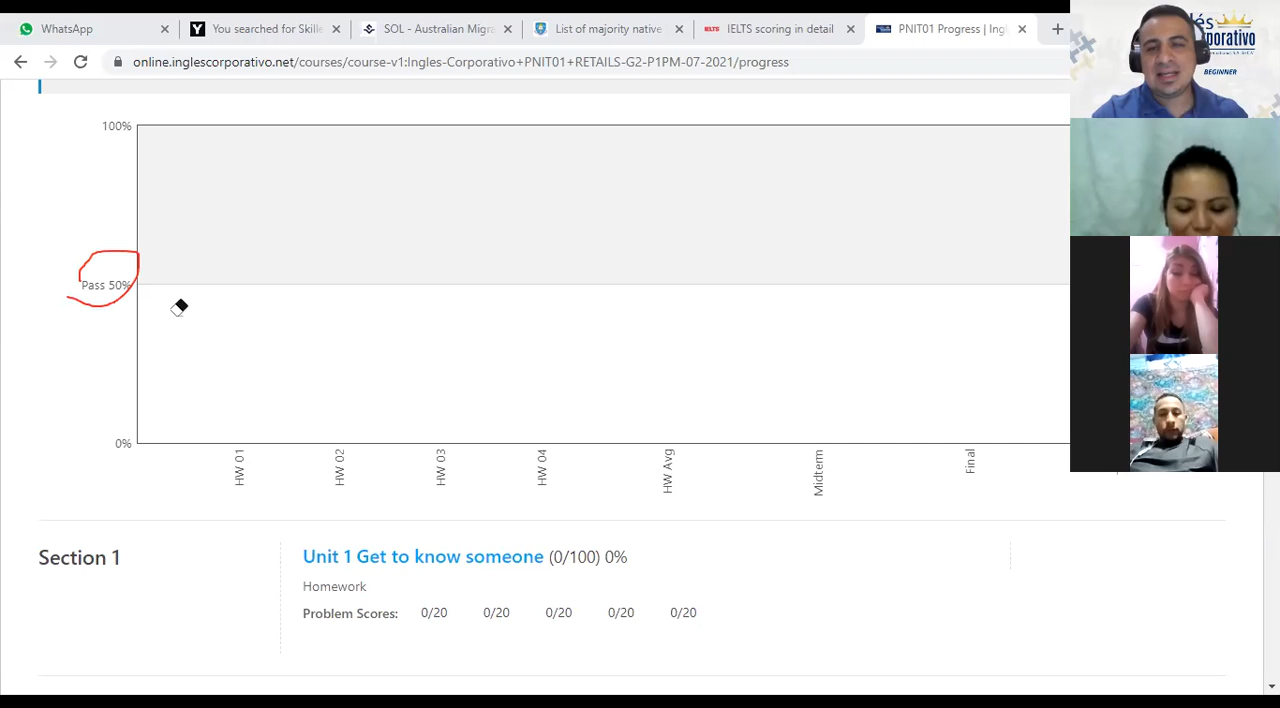 WhatsApp
You searched for Skille
SOL - Australian Migr
List of majority native
IELTS scoring in detail
PNIT01 Progress | Ingl
online.inglescorporativo.net/courses/course-v1:Ingles-Corporativo+PNIT01+RETAILS-G2-P1PM-07-2021/progress
BEGINNER
100%
Pass 50%
0%
HW 01
HW 02
HW 03
HW 04
HW Avg
Midterm
Final
Section 1
Unit 1 Get to know someone (0/100) 0%
Homework
Problem Scores: 0/20 0/20 0/20 0/20 0/20